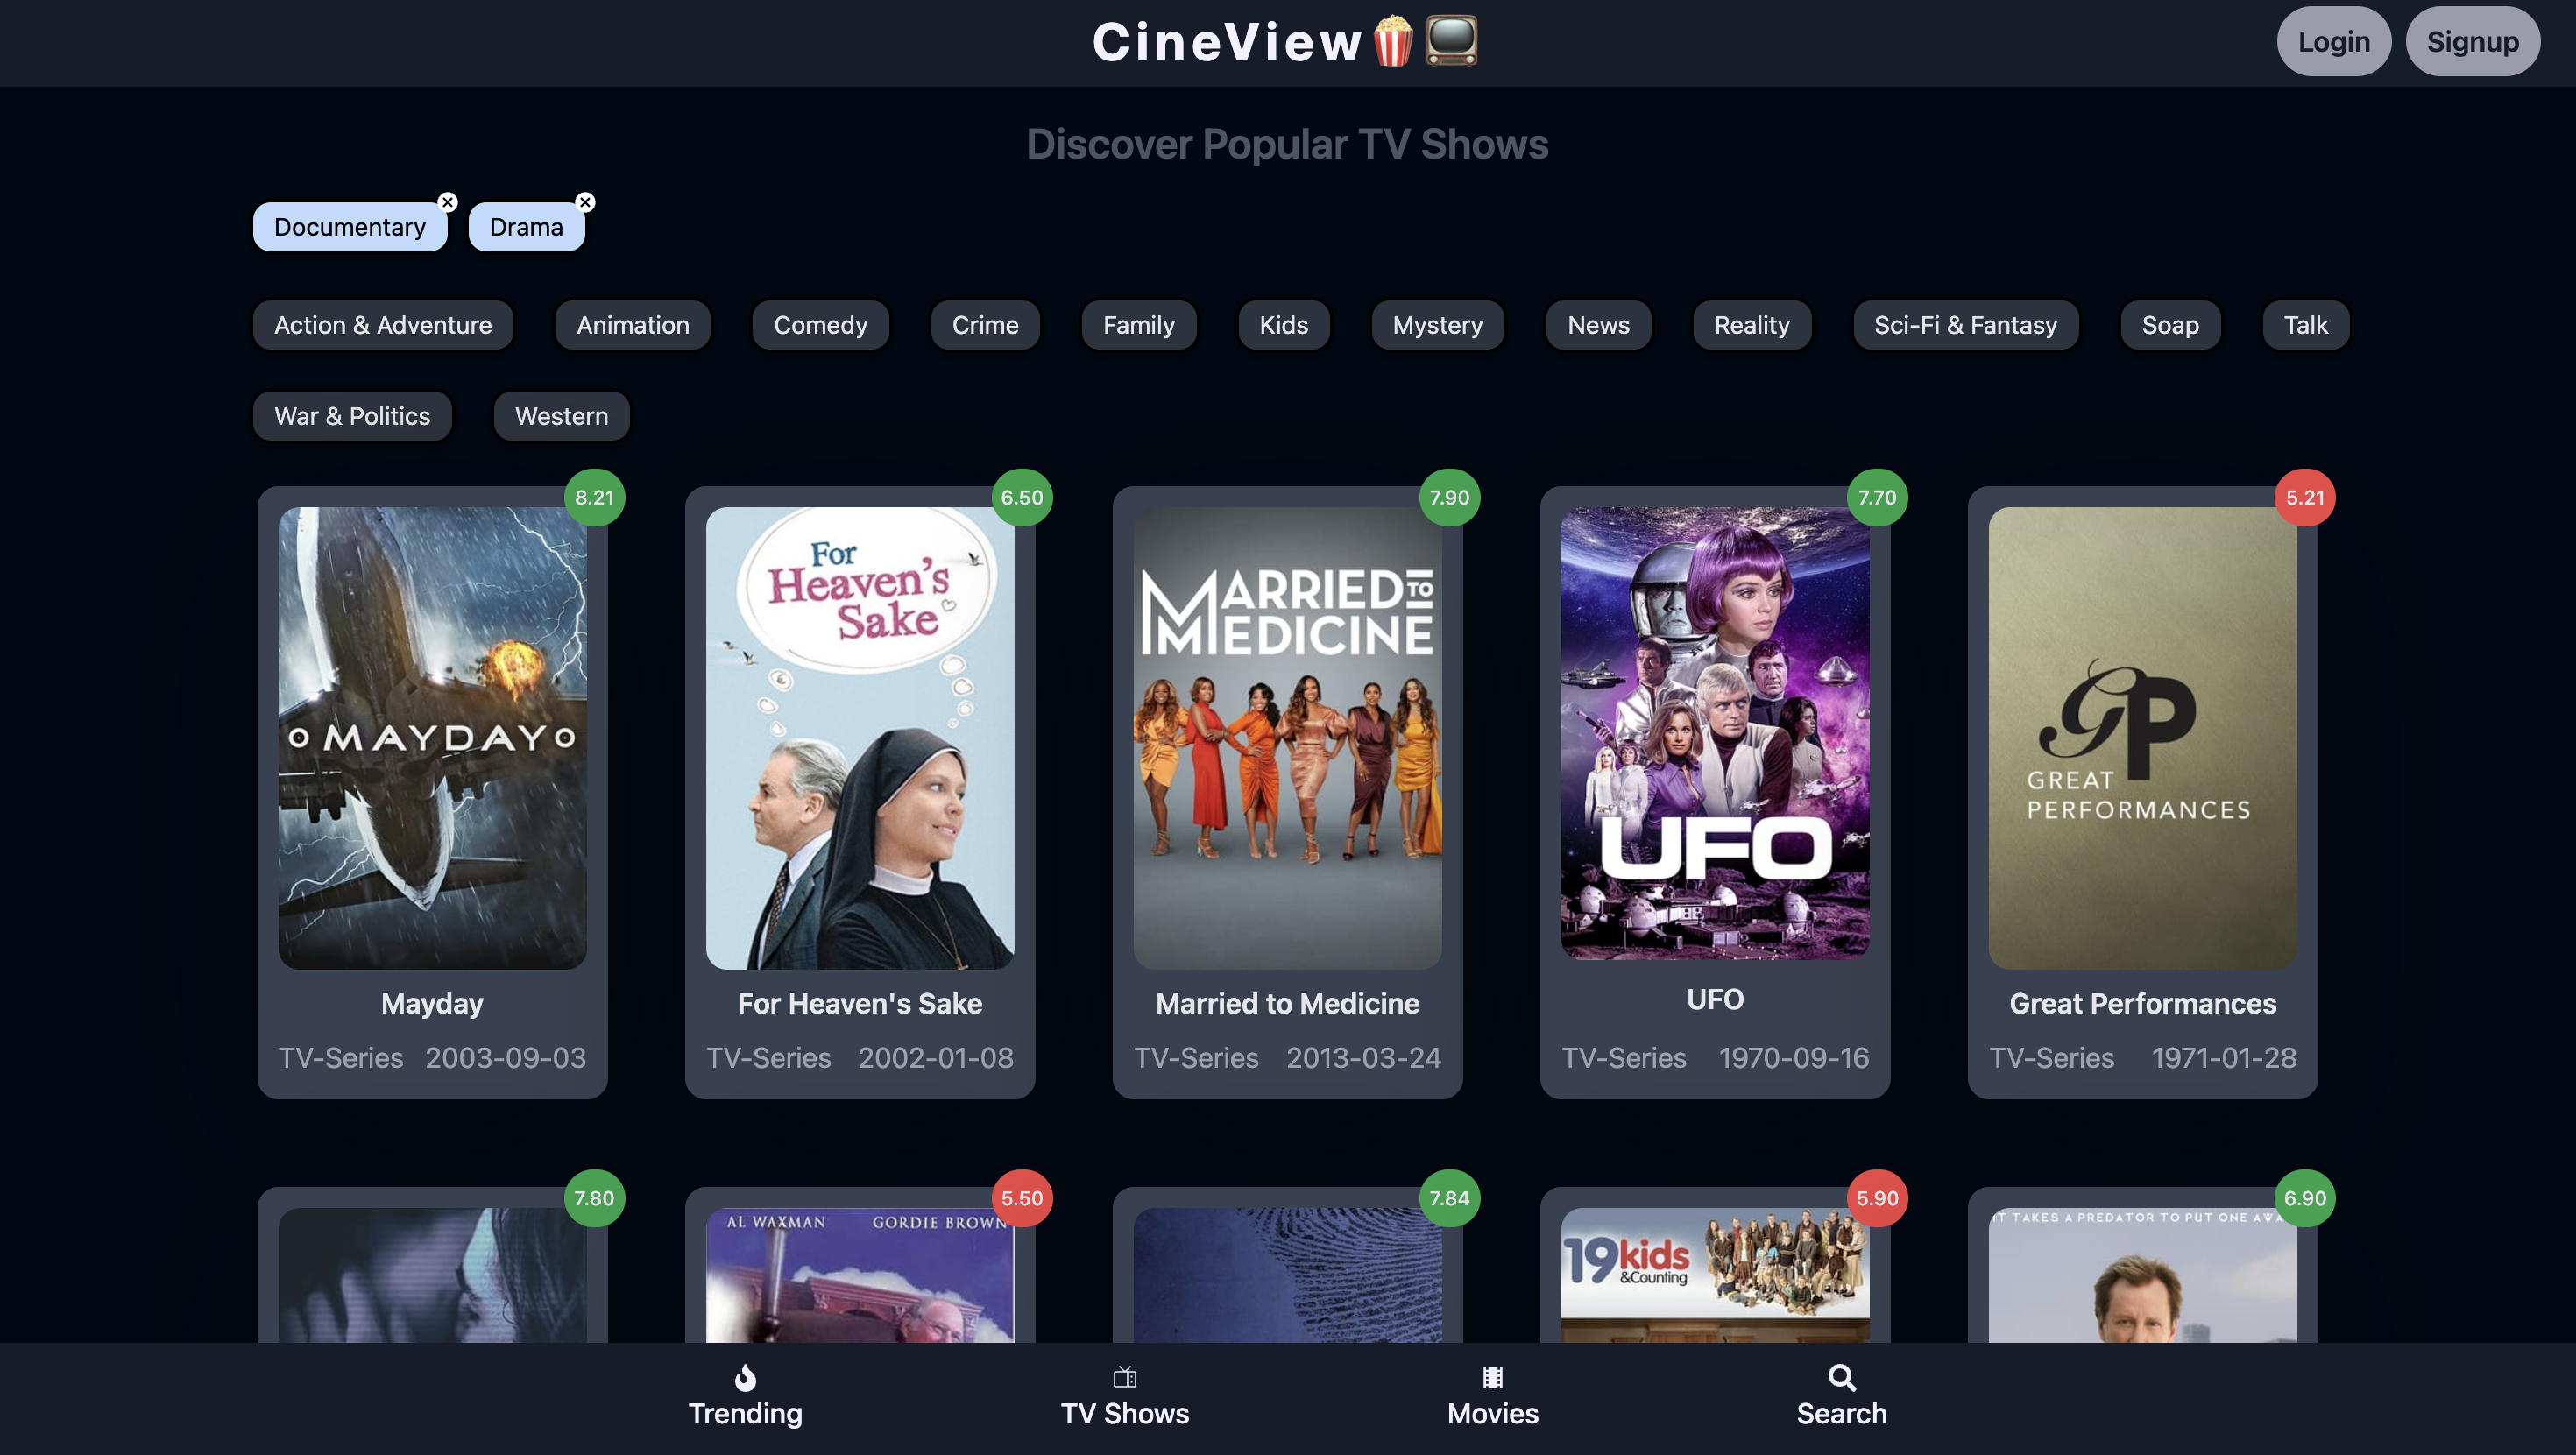 CineView
Login Signup
Discover Popular TV Shows
Documentary Drama
Action & Adventure Animation Comedy Crime Family Kids Mystery News Reality Sci-Fi & Fantasy Soap Talk
War & Politics Western
8.21 6.50 7.90 7.70 5.21
MAYDAY
For
Heaven's
Sake
MARRIED TO
MEDICINE
UFO
GP
GREAT
PERFORMANCES
Mayday
TV-Series 2003-09-03
For Heaven's Sake
TV-Series 2002-01-08
Married to Medicine
TV-Series 2013-03-24
UFO
TV-Series 1970-09-16
Great Performances
TV-Series 1971-01-28
7.80 5.50 7.84 5.90 6.90
AL WAXMAN GORDIE BROWN
19 kids
&Counting
IT TAKES A PREDATOR TO PUT ONE AWA
Trending TV Shows Movies Search